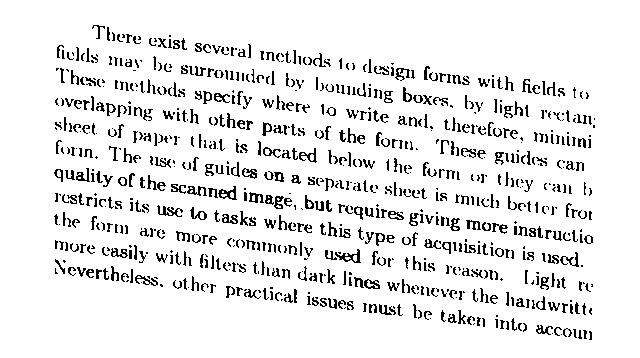 There exist several methods to design forms with fields to
fields may be surrounded by bounding boxes, by light rectan
These methods specify where to write and, therefore, minimi
overlapping with other parts of the form. These guides can
sheet of paper that is located below the form or they can b
form. The use of guides on a separate sheet is much better fron
quality of the scanned image, but requires giving more instructio
restricts its use to tasks where this type of acquisition is used.
the form are more commonly used for this reason. Light re
more easily with filters than dark lines whenever the handwritte
Nevertheless, other practical issues must be taken into accoun